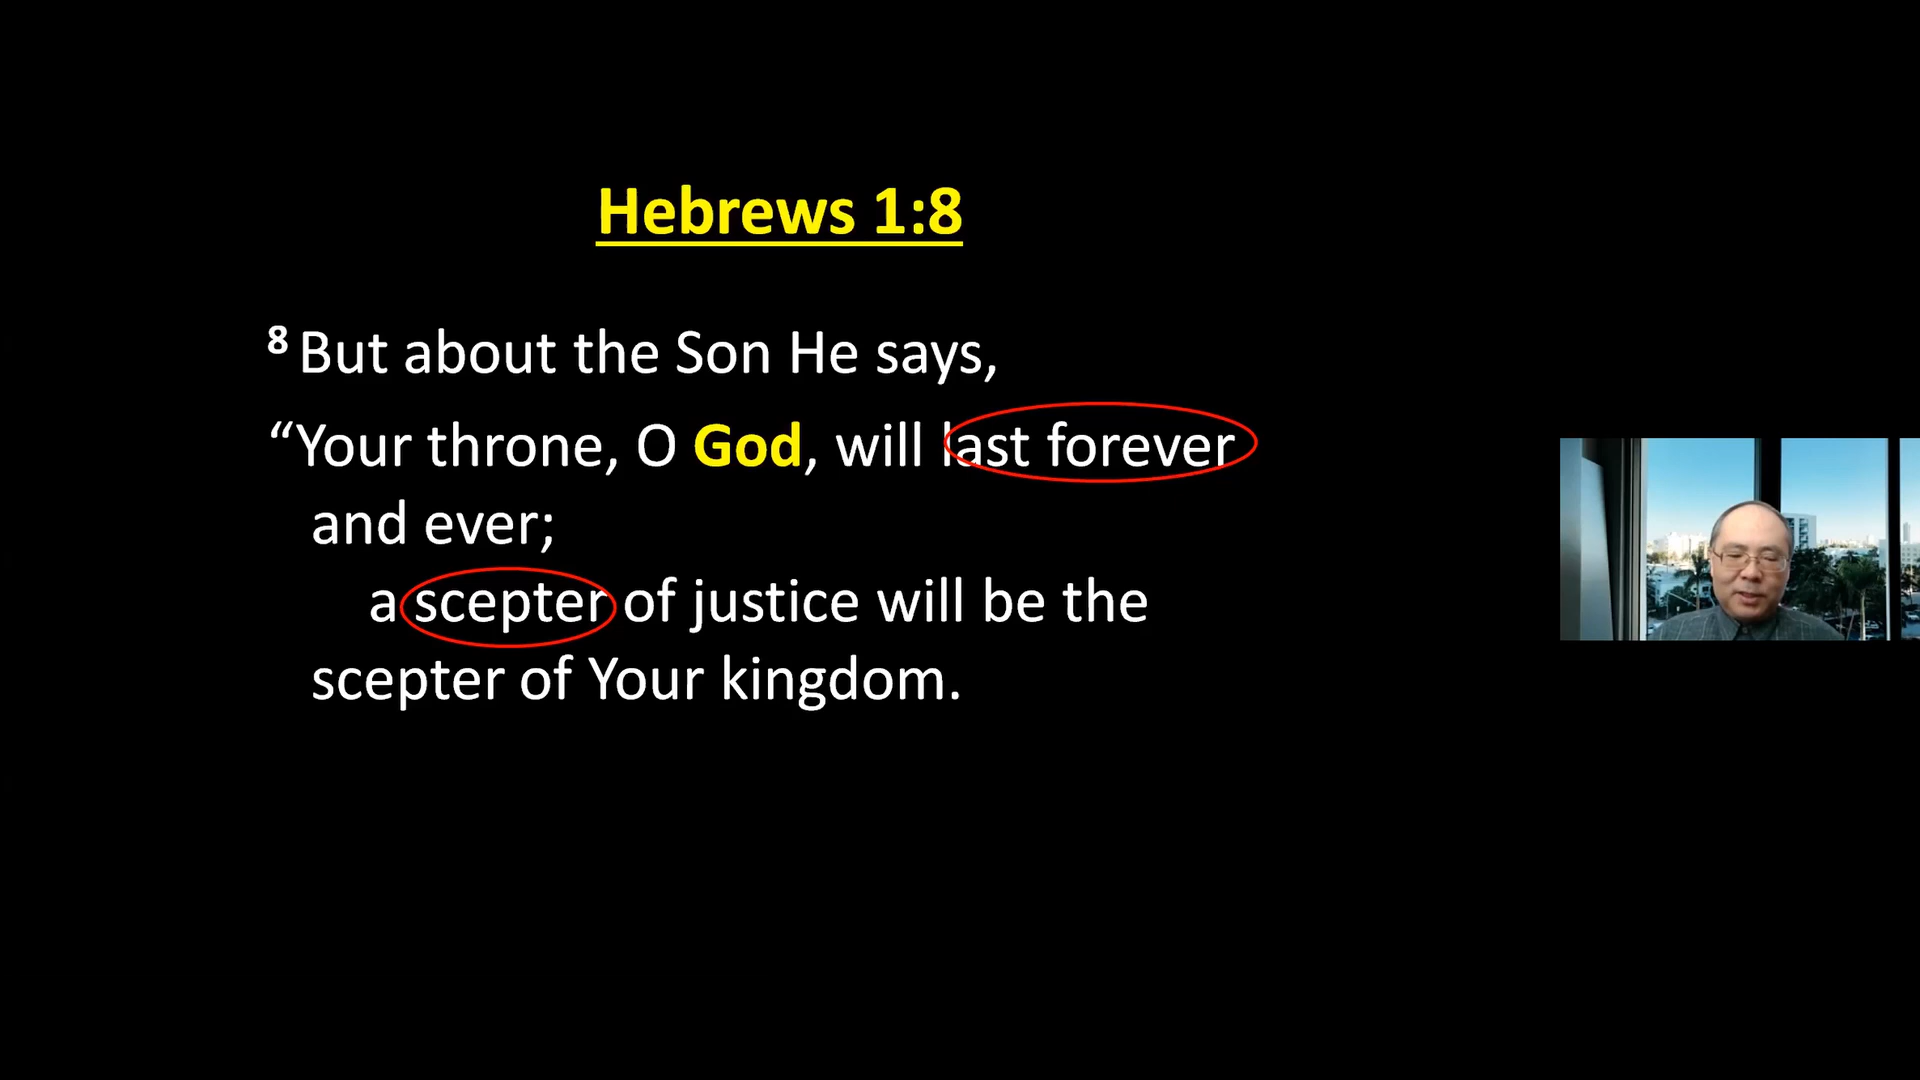 Hebrews 1:8
8 But about the Son He says,
“Your throne, O God, will last forever
and ever;
a scepter of justice will be the
scepter of Your kingdom.